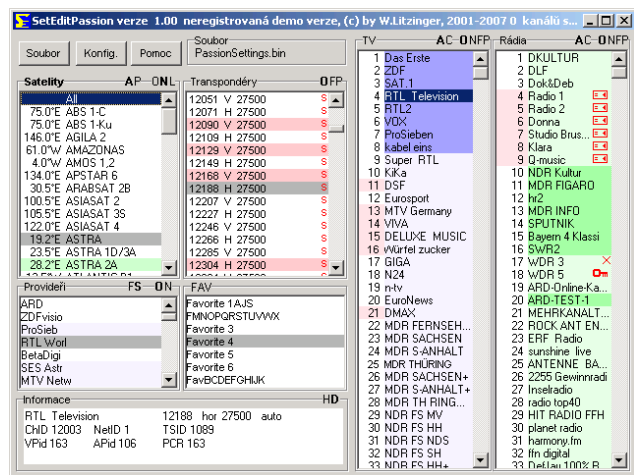 SetEditPassion verze 1.00 neregistrovaná demo verze, (c) by W.Litzinger, 2001-2007 0 kanálů s...
Soubor
Konfig.
Pomoc
Soubor
PassionSettings.bin
Satelity AP ONL
All
75.0°E ABS 1-C
75.0°E ABS 1-Ku
146.0°E AGILA 2
61.0°W AMAZONAS
4.0°W AMOS 1,2
134.0°E APSTAR 6
30.5°E ARABSAT 2B
100.5°E ASIASAT 2
105.5°E ASIASAT 3S
122.0°E ASIASAT 4
19.2°E ASTRA
23.5°E ASTRA 1D/3A
28.2°E ASTRA 2A
Transpondéry OFP
12051 V 27500 S
12071 H 27500 S
12090 V 27500 S
12109 H 27500 S
12129 V 27500 S
12149 H 27500 S
12168 V 27500 S
12188 H 27500 S
12207 V 27500 S
12227 H 27500 S
12246 V 27500 S
12266 H 27500 S
12285 V 27500 S
12304 H 27500 S
Provideři FS ON
ARD
ZDFvisio
ProSieb
RTL Worl
BetaDigi
SES Astr
MTV Netw
FAV
Favorite 1AJS
FMNOPQRSTUVWX
Favorite 3
Favorite 4
Favorite 5
Favorite 6
FavBCDEFGHIJK
Informace HD
RTL Television 12188 hor 27500 auto
ChID 12003 NetID 1 TSID 1089
VPid 163 APid 106 PCR 163
TV AC ONFP
1 Das Erste
2 ZDF
3 SAT.1
4 RTL Television
5 RTL2
6 VOX
7 ProSieben
8 kabel eins
9 Super RTL
10 KiKa
11 DSF
12 Eurosport
13 MTV Germany
14 VIVA
15 DELUXE MUSIC
16 Würfel zucker
17 GIGA
18 N24
19 n-tv
20 EuroNews
21 DMAX
22 MDR FERNSEH...
23 MDR SACHSEN
24 MDR S-ANHALT
25 MDR THÜRING
26 MDR SACHSEN+
27 MDR S-ANHALT+
28 MDR TH RING...
29 NDR FS MV
30 NDR FS HH
31 NDR FS NDS
32 NDR FS SH
33 NDR FS HH+
Rádia AC ONFP
1 DKULTUR
2 DLF
3 Dok&Deb
4 Radio 1
5 Radio 2
6 Donna
7 Studio Brus...
8 Klara
9 Q-music
10 NDR Kultur
11 MDR FIGARO
12 hr2
13 MDR INFO
14 SPUTNIK
15 Bayern 4 Klassi
16 SWR2
17 WDR 3
18 WDR 5
19 ARD-Online-Ka...
20 ARD-TEST-1
21 MEHRKANALT...
22 ROCK ANT EN...
23 ERF Radio
24 sunshine live
25 ANTENNE BA...
26 2255 Gewinnradi
27 Inselradio
28 radio top40
29 HIT RADIO FFH
30 planet radio
31 harmony.fm
32 ffn digital